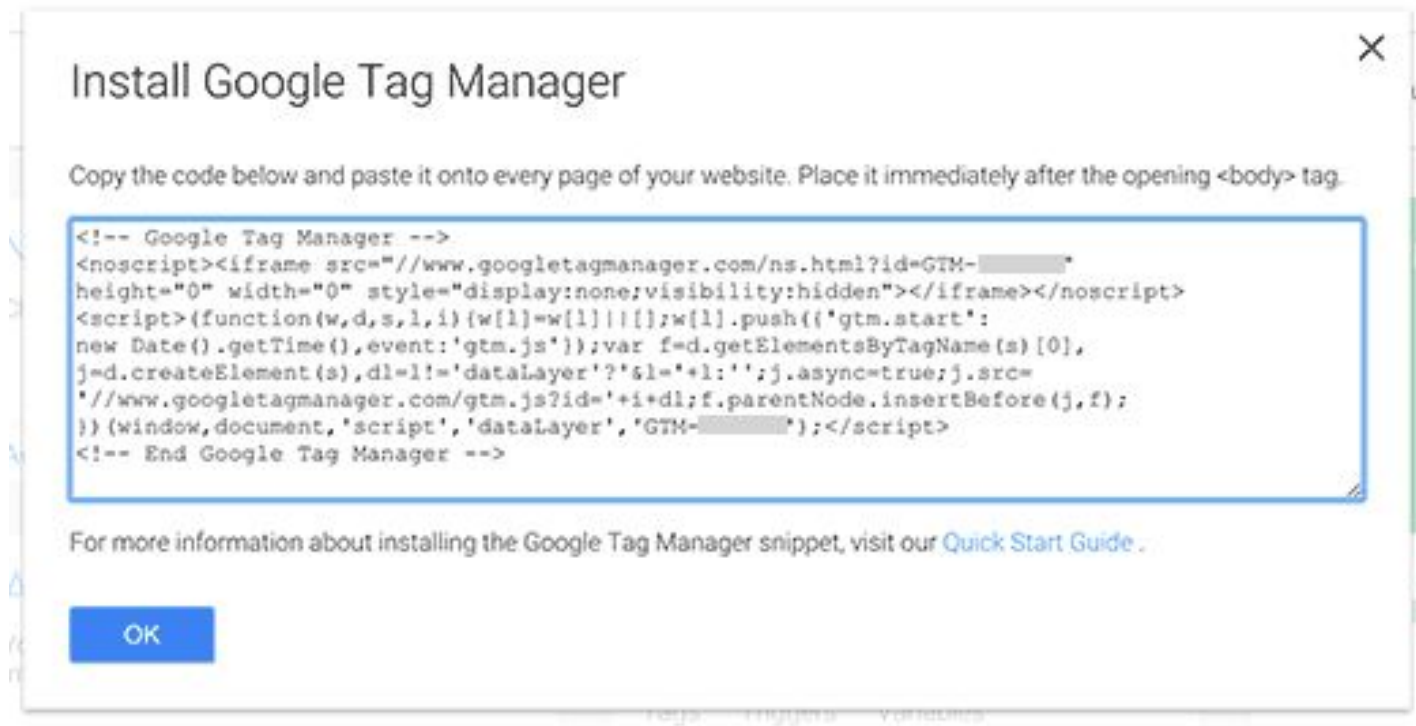 Install Google Tag Manager
Copy the code below and paste it onto every page of your website. Place it immediately after the opening <body> tag.
<!-- Google Tag Manager -->
<noscript><iframe src="//www.googletagmanager.com/ns.html?id=GTM-"
height="0" width="0" style="display:none;visibility:hidden"></iframe></noscript>
<script>(function(w,d,s,l,i){w[l]=w[l]||[];w[l].push({'gtm.start':
new Date().getTime(),event:'gtm.js'});var f=d.getElementsByTagName(s)[0],
j=d.createElement(s),dl=l!='dataLayer'?'&l='+l:'';j.async=true;j.src=
'//www.googletagmanager.com/gtm.js?id='+i+dl;f.parentNode.insertBefore(j,f);
})(window,document,'script','dataLayer','GTM-');</script>
<!-- End Google Tag Manager -->
For more information about installing the Google Tag Manager snippet, visit our Quick Start Guide .
OK
Tags Triggers Variables